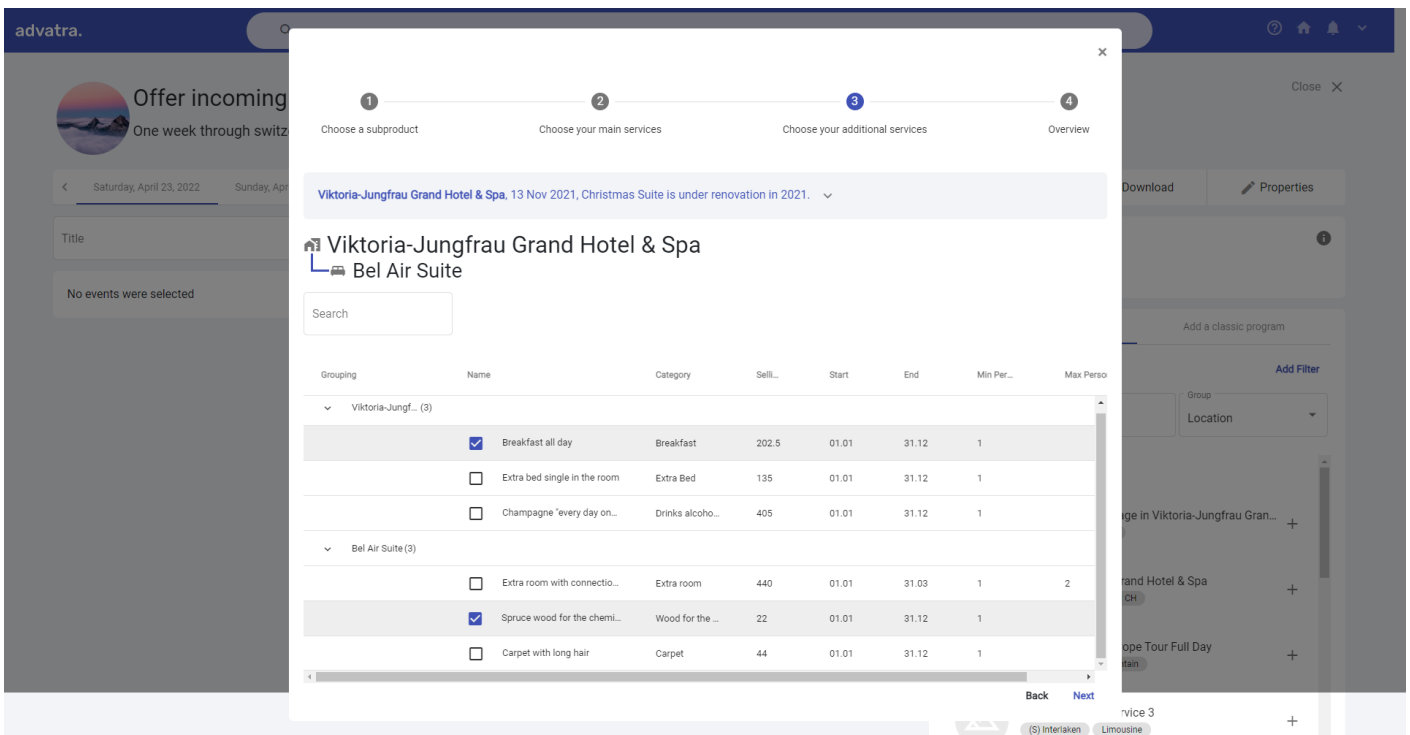 advatra.
Offer incoming
One week through switz
Close
Saturday, April 23, 2022 Sunday, Apr
Download Properties
Title
No events were selected
1 2 3 4
Choose a subproduct Choose your main services Choose your additional services Overview
Viktoria-Jungfrau Grand Hotel & Spa, 13 Nov 2021, Christmas Suite is under renovation in 2021.
Viktoria-Jungfrau Grand Hotel & Spa
Bel Air Suite
Search
Grouping Name Category Selli... Start End Min Per... Max Perso
Viktoria-Jungf... (3)
Breakfast all day Breakfast 202.5 01.01 31.12 1
Extra bed single in the room Extra Bed 135 01.01 31.12 1
Champagne "every day on... Drinks alcoho... 405 01.01 31.12 1
Bel Air Suite (3)
Extra room with connectio... Extra room 440 01.01 31.03 1 2
Spruce wood for the chemi... Wood for the ... 22 01.01 31.12 1
Carpet with long hair Carpet 44 01.01 31.12 1
Back Next
Add a classic program
Add Filter
Group
Location
age in Viktoria-Jungfrau Gran...
rand Hotel & Spa
CH
ope Tour Full Day
tain
rvice 3
(S) Interlaken Limousine